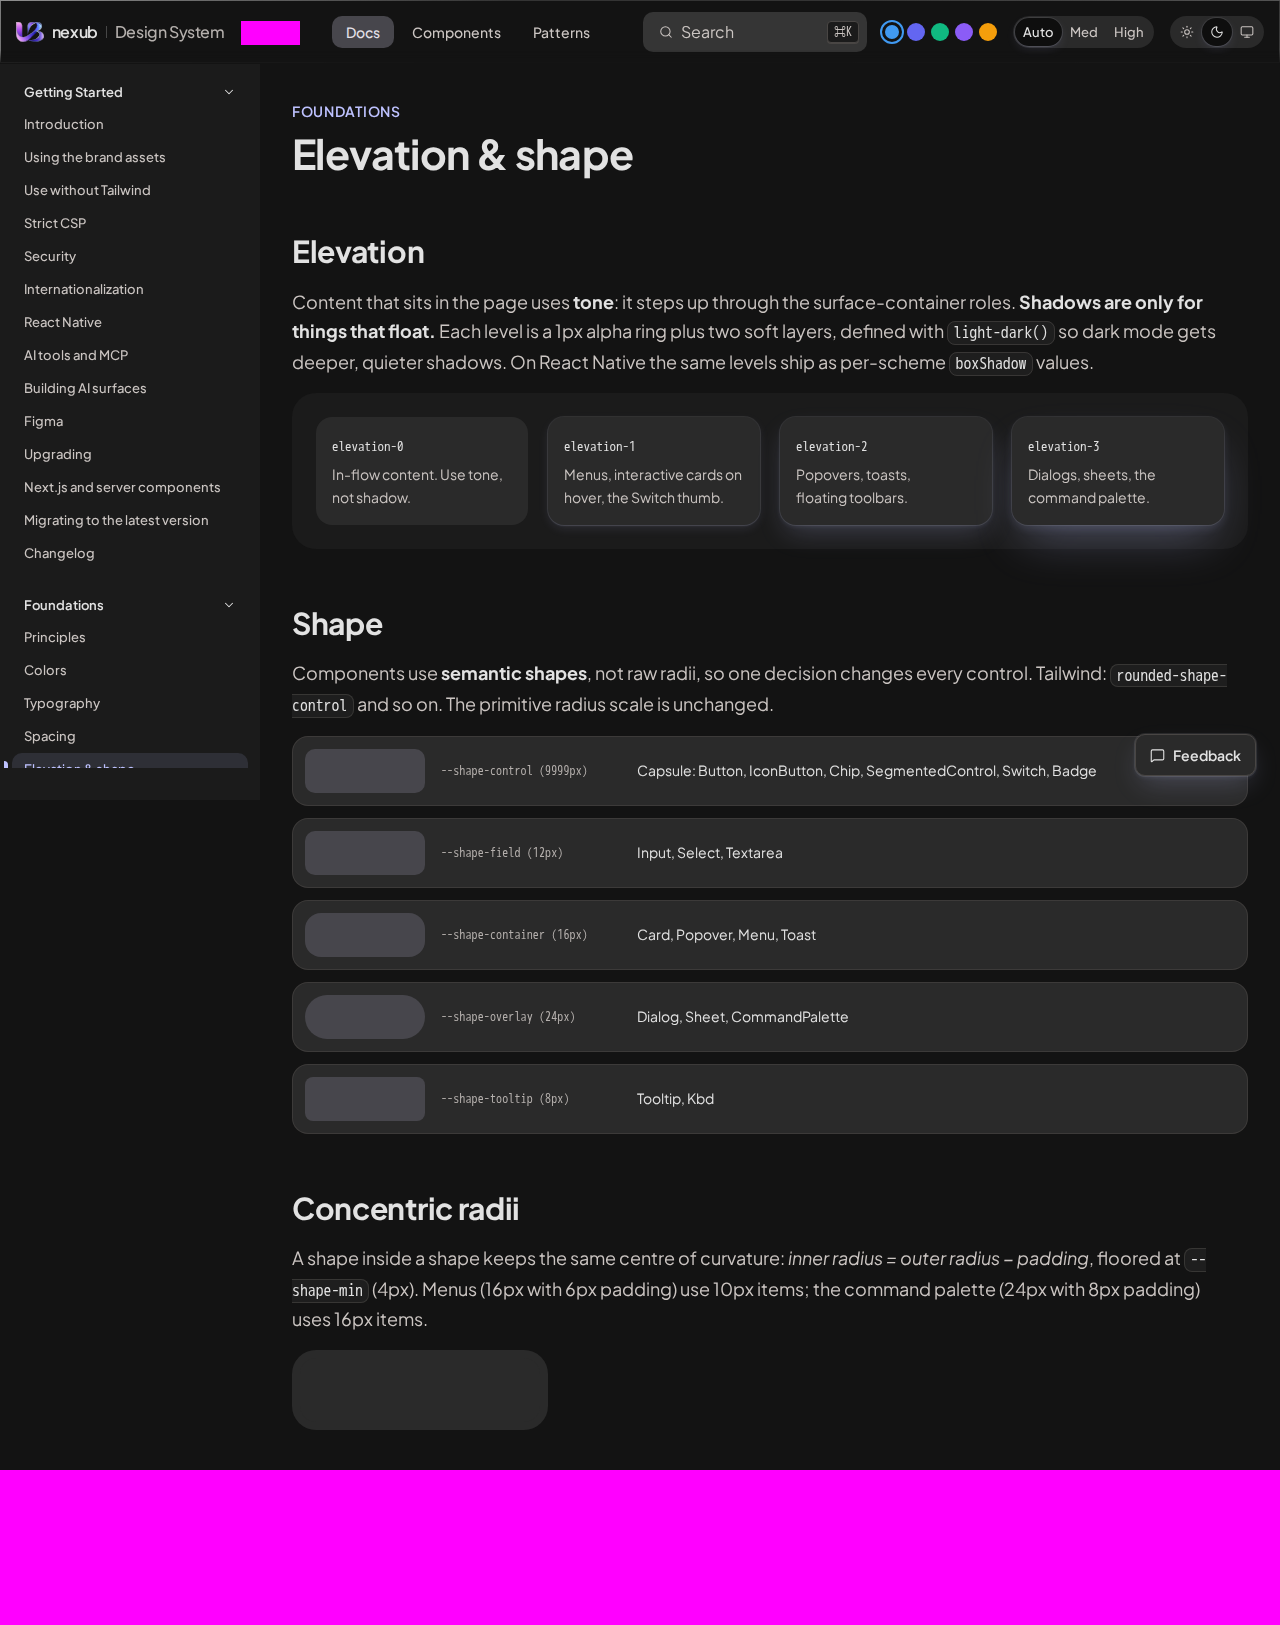 nexub Design System Docs Components Patterns Search ⌘K Auto Med High
Getting Started
Introduction
Using the brand assets
Use without Tailwind
Strict CSP
Security
Internationalization
React Native
AI tools and MCP
Building AI surfaces
Figma
Upgrading
Next.js and server components
Migrating to the latest version
Changelog
Foundations
Principles
Colors
Typography
Spacing
Elevation & shape
FOUNDATIONS
Elevation & shape
Elevation
Content that sits in the page uses tone: it steps up through the surface-container roles. Shadows are only for
things that float. Each level is a 1px alpha ring plus two soft layers, defined with light-dark() so dark mode gets
deeper, quieter shadows. On React Native the same levels ship as per-scheme boxShadow values.
elevation-0
In-flow content. Use tone,
not shadow.
elevation-1
Menus, interactive cards on
hover, the Switch thumb.
elevation-2
Popovers, toasts,
floating toolbars.
elevation-3
Dialogs, sheets, the
command palette.
Shape
Components use semantic shapes, not raw radii, so one decision changes every control. Tailwind: rounded-shape-
control and so on. The primitive radius scale is unchanged.
--shape-control (9999px) Capsule: Button, IconButton, Chip, SegmentedControl, Switch, Badge
Feedback
--shape-field (12px) Input, Select, Textarea
--shape-container (16px) Card, Popover, Menu, Toast
--shape-overlay (24px) Dialog, Sheet, CommandPalette
--shape-tooltip (8px) Tooltip, Kbd
Concentric radii
A shape inside a shape keeps the same centre of curvature: inner radius = outer radius − padding, floored at --
shape-min (4px). Menus (16px with 6px padding) use 10px items; the command palette (24px with 8px padding)
uses 16px items.